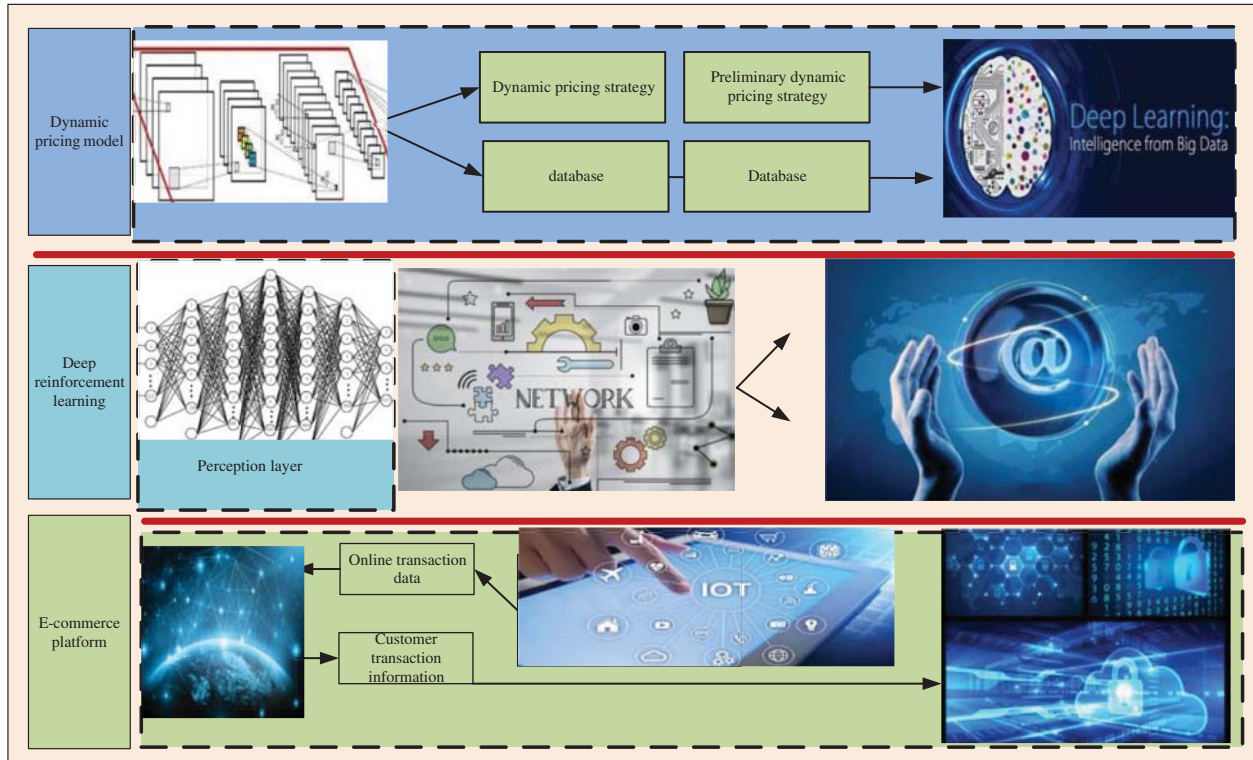 Dynamic
pricing model
Dynamic pricing strategy
Preliminary dynamic
pricing strategy
database
Database
Deep Learning:
Intelligence from Big Data
Deep
reinforcement
learning
Perception layer
NETWORK
@
E-commerce
platform
Online transaction
data
Customer
transaction
information
IOT